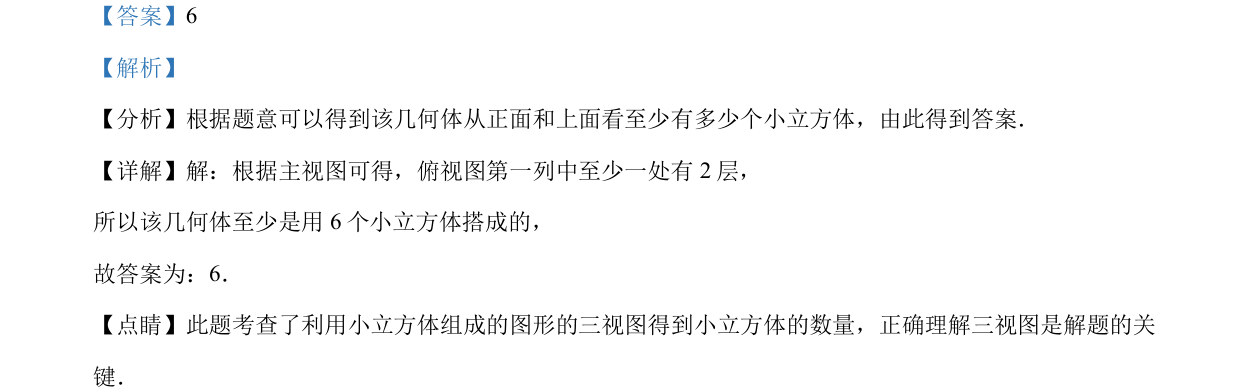 【答案】6
【解析】
【分析】根据题意可以得到该几何体从正面和上面看至少有多少个小立方体，由此得到答案．
【详解】解：根据主视图可得，俯视图第一列中至少一处有 2 层，
所以该几何体至少是用 6 个小立方体搭成的，
故答案为：6．
【点睛】此题考查了利用小立方体组成的图形的三视图得到小立方体的数量，正确理解三视图是解题的关
键．